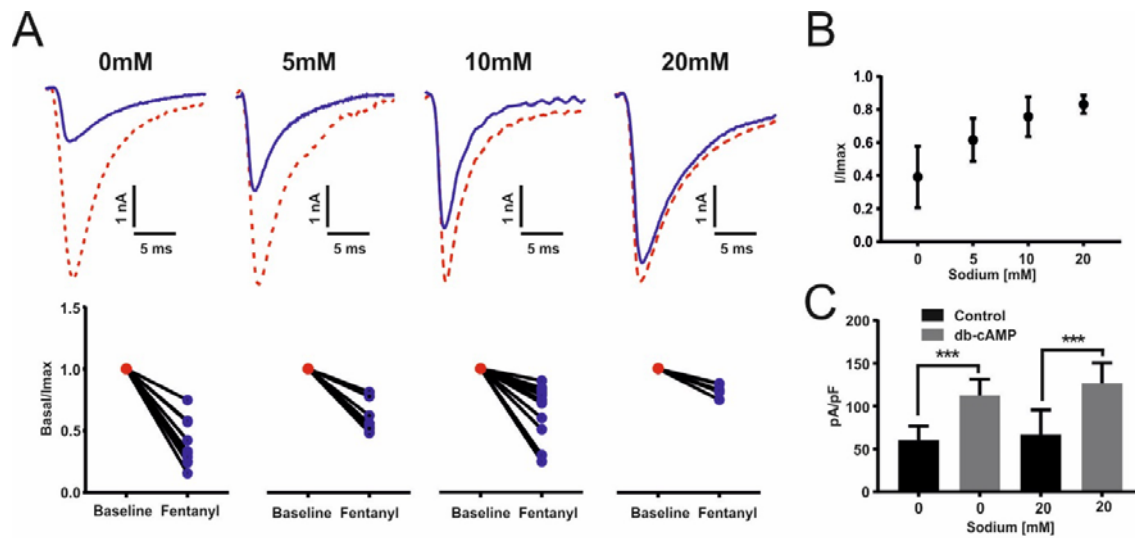 A
0mM
5mM
10mM
20mM
1 nA
5 ms
1 nA
5 ms
1 nA
5 ms
1 nA
5 ms
Basal/Imax
1.5
1.0
0.5
0.0
Baseline Fentanyl
Baseline Fentanyl
Baseline Fentanyl
Baseline Fentanyl
B
I/Imax
1.0
0.8
0.6
0.4
0.2
0.0
0 5 10 20
Sodium [mM]
C
Control
db-cAMP
pA/pF
200
150
100
50
0
***
***
0 0 20 20
Sodium [mM]